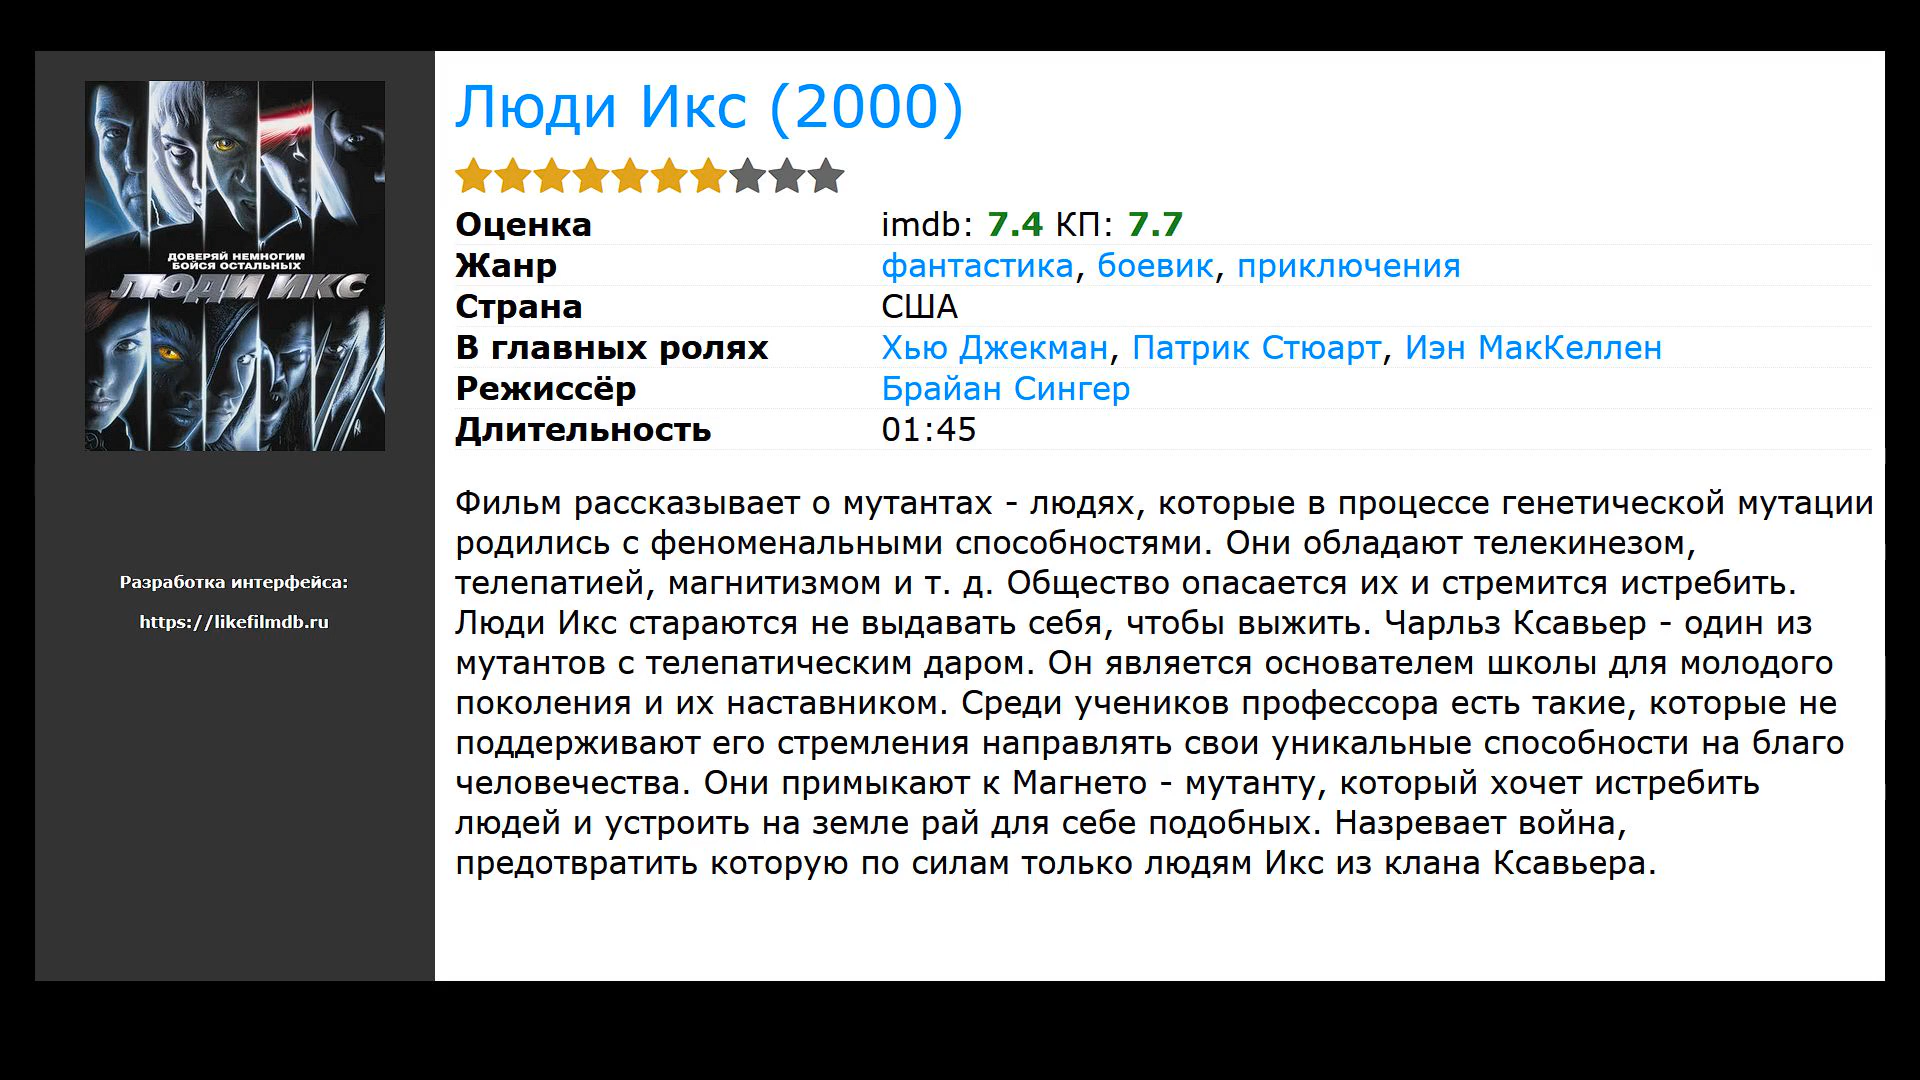 ДОВЕРЯЙ НЕМНОГИМ
БОЙСЯ ОСТАЛЬНЫХ
ЛЮДИ ИКС
Разработка интерфейса:
https://likefilmdb.ru
Люди Икс (2000)
Оценка imdb: 7.4 КП: 7.7
Жанр фантастика, боевик, приключения
Страна США
В главных ролях Хью Джекман, Патрик Стюарт, Иэн МакКеллен
Режиссёр Брайан Сингер
Длительность 01:45
Фильм рассказывает о мутантах - людях, которые в процессе генетической мутации
родились с феноменальными способностями. Они обладают телекинезом,
телепатией, магнитизмом и т. д. Общество опасается их и стремится истребить.
Люди Икс стараются не выдавать себя, чтобы выжить. Чарльз Ксавьер - один из
мутантов с телепатическим даром. Он является основателем школы для молодого
поколения и их наставником. Среди учеников профессора есть такие, которые не
поддерживают его стремления направлять свои уникальные способности на благо
человечества. Они примыкают к Магнето - мутанту, который хочет истребить
людей и устроить на земле рай для себе подобных. Назревает война,
предотвратить которую по силам только людям Икс из клана Ксавьера.